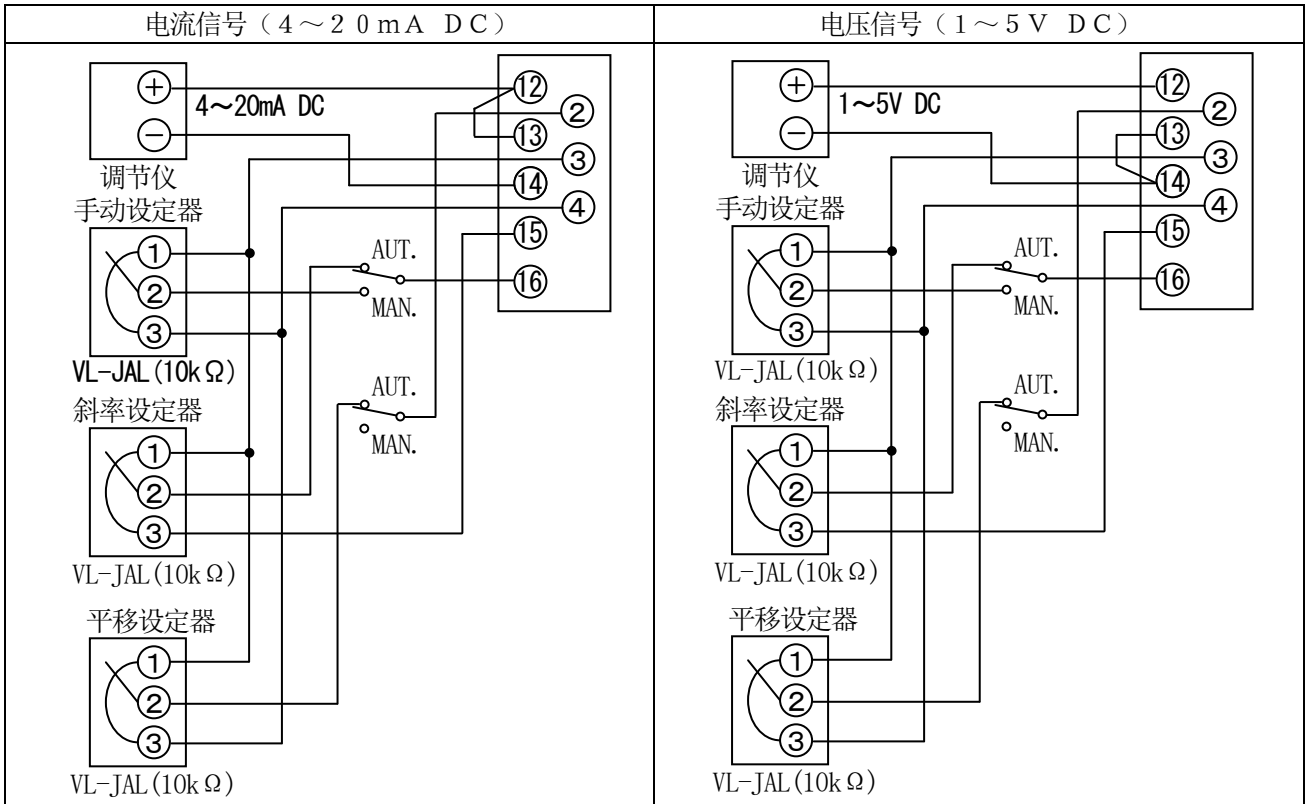 电流信号（4～20mA DC）
⊕
4～20mA DC
⊖
调节仪
⑫
②
⑬
③
⑭
④
⑮
⑯
手动设定器
①
②
③
VL-JAL(10kΩ)
AUT.
MAN.
斜率设定器
①
②
③
VL-JAL(10kΩ)
AUT.
MAN.
平移设定器
①
②
③
VL-JAL(10kΩ)
电压信号（1～5V DC）
⊕
1～5V DC
⊖
调节仪
⑫
②
⑬
③
⑭
④
⑮
⑯
手动设定器
①
②
③
VL-JAL(10kΩ)
AUT.
MAN.
斜率设定器
①
②
③
VL-JAL(10kΩ)
AUT.
MAN.
平移设定器
①
②
③
VL-JAL(10kΩ)